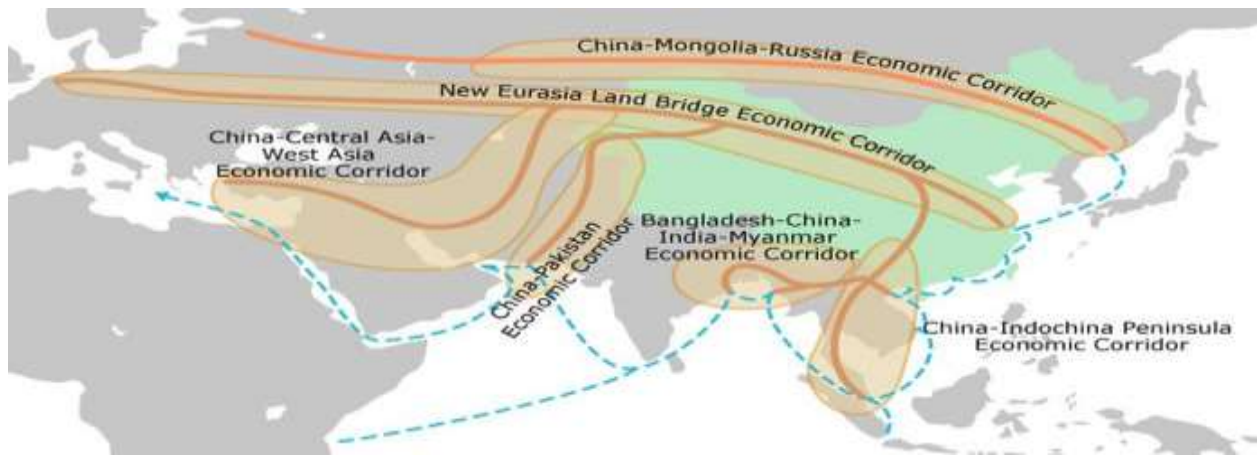 China-Mongolia-Russia Economic Corridor
New Eurasia Land Bridge Economic Corridor
China-Central Asia-
West Asia
Economic Corridor
China-Pakistan
Economic Corridor
Bangladesh-China-
India-Myanmar
Economic Corridor
China-Indochina Peninsula
Economic Corridor